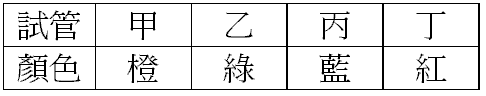 試管 甲 乙 丙 丁
顏色 橙 綠 藍 紅